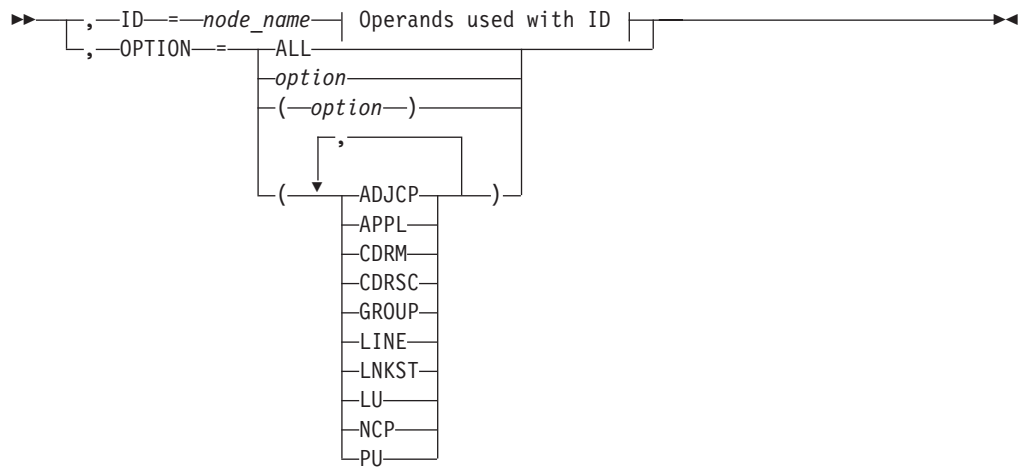 ,ID=node_name Operands used with ID
,OPTION=ALL
option
(option)
,
(ADJCP)
APPL
CDRM
CDRSC
GROUP
LINE
LNKST
LU
NCP
PU